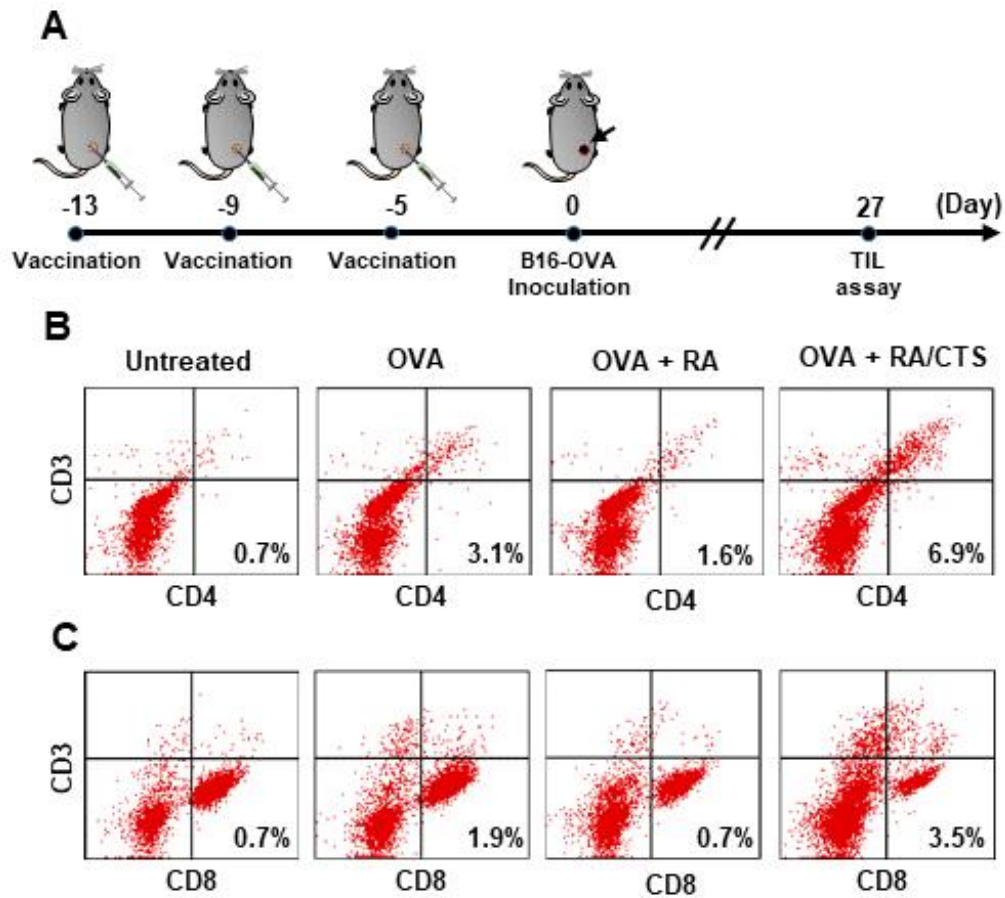 A
-13 -9 -5 0 27 (Day)
Vaccination Vaccination Vaccination B16-OVA TIL
Inoculation assay
B
Untreated OVA OVA + RA OVA + RA/CTS
CD3
0.7% 3.1% 1.6% 6.9%
CD4 CD4 CD4 CD4
C
CD3
0.7% 1.9% 0.7% 3.5%
CD8 CD8 CD8 CD8